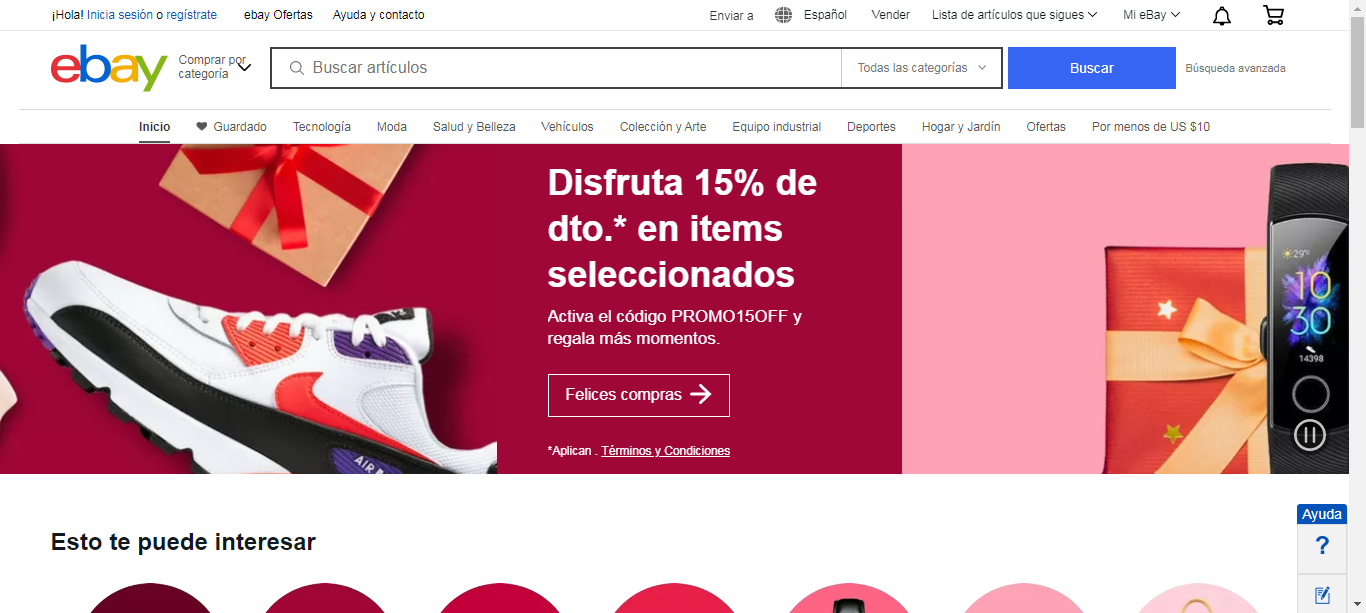 ¡Hola! Inicia sesión o regístrate ebay Ofertas Ayuda y contacto Enviar a Español Vender Lista de artículos que sigues Mi eBay
ebay Comprar por categoría Buscar artículos Todas las categorías Buscar Búsqueda avanzada
Inicio Guardado Tecnología Moda Salud y Belleza Vehículos Colección y Arte Equipo industrial Deportes Hogar y Jardín Ofertas Por menos de US $10
Disfruta 15% de
dto.* en items
seleccionados
Activa el código PROMO15OFF y
regala más momentos.
Felices compras
*Aplican . Términos y Condiciones
AIR
29°C
10
30
14398
Ayuda
?
Esto te puede interesar